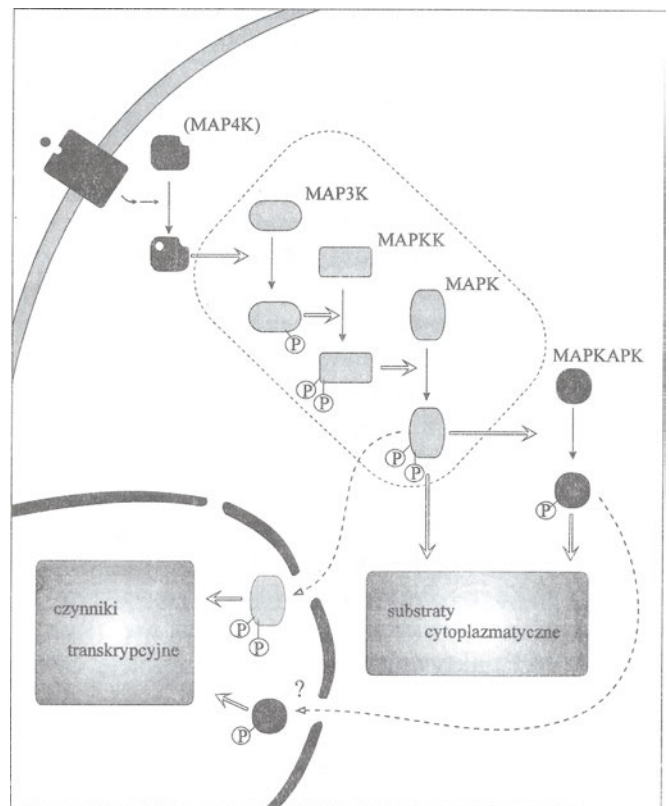 (MAP4K)
MAP3K
MAPKK
MAPK
MAPKAPK
P
P
P
P
P
P
czynniki
transkrypcyjne
P
P
substraty
cytoplazmatyczne
?
P